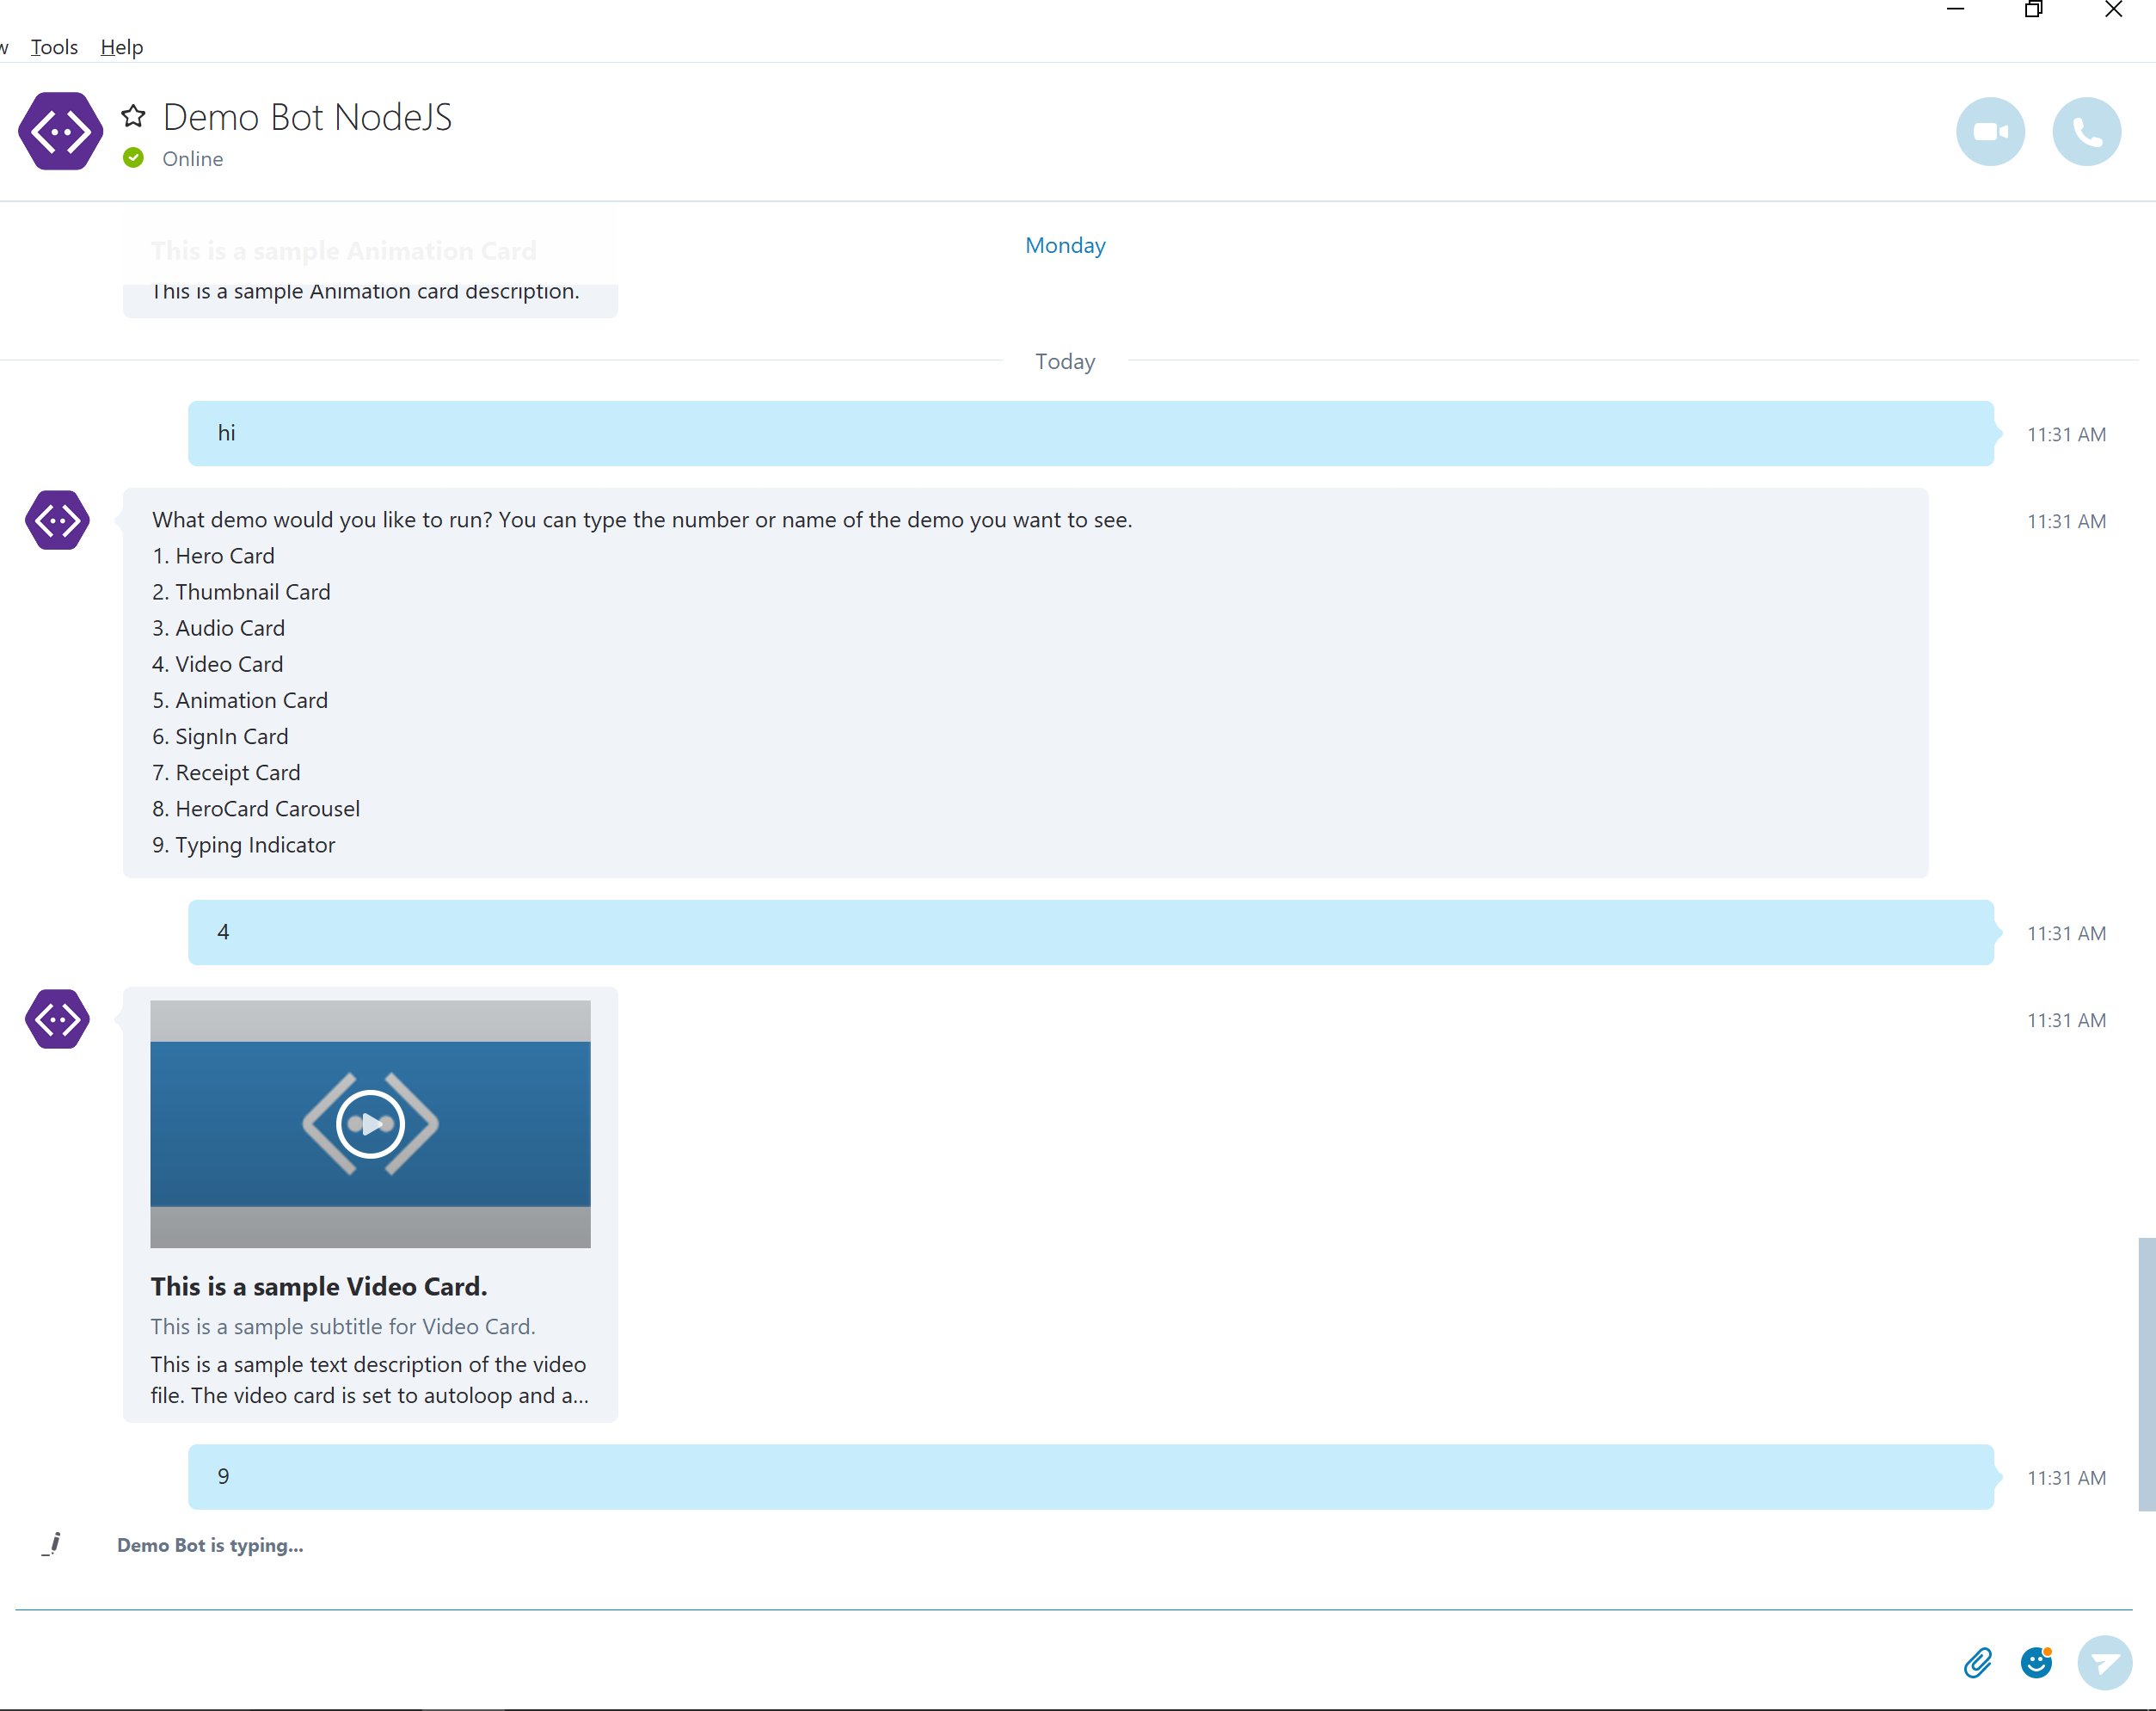 w Tools Help
Demo Bot NodeJS
Online
Monday
This is a sample Animation Card
This is a sample Animation card description.
Today
hi
11:31 AM
What demo would you like to run? You can type the number or name of the demo you want to see.
11:31 AM
1. Hero Card
2. Thumbnail Card
3. Audio Card
4. Video Card
5. Animation Card
6. SignIn Card
7. Receipt Card
8. HeroCard Carousel
9. Typing Indicator
4
11:31 AM
11:31 AM
This is a sample Video Card.
This is a sample subtitle for Video Card.
This is a sample text description of the video
file. The video card is set to autoloop and a...
9
11:31 AM
Demo Bot is typing...